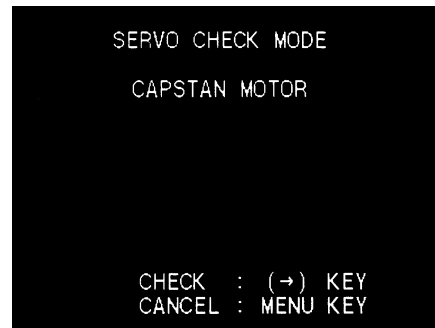 SERVO CHECK MODE
CAPSTAN MOTOR
CHECK : (→) KEY
CANCEL : MENU KEY